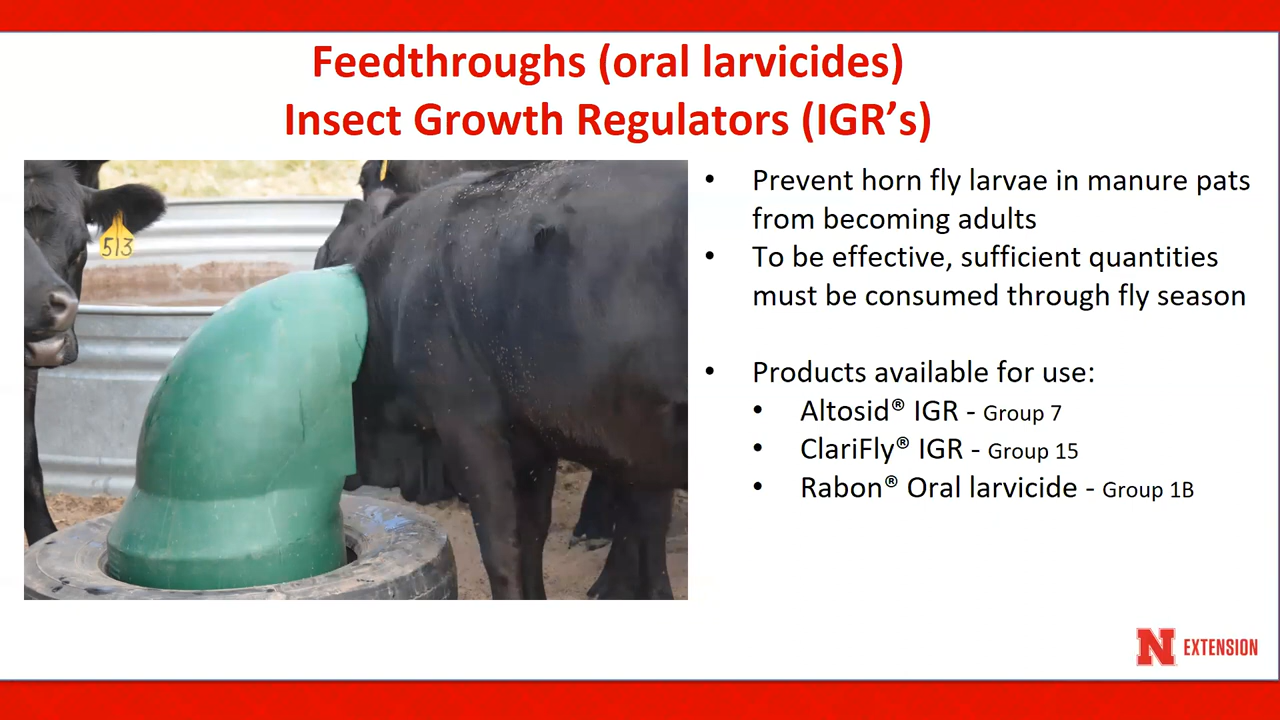 Feedthroughs (oral larvicides)
Insect Growth Regulators (IGR’s)
513
• Prevent horn fly larvae in manure pats
from becoming adults
• To be effective, sufficient quantities
must be consumed through fly season
• Products available for use:
• Altosid® IGR - Group 7
• ClariFly® IGR - Group 15
• Rabon® Oral larvicide - Group 1B
N EXTENSION